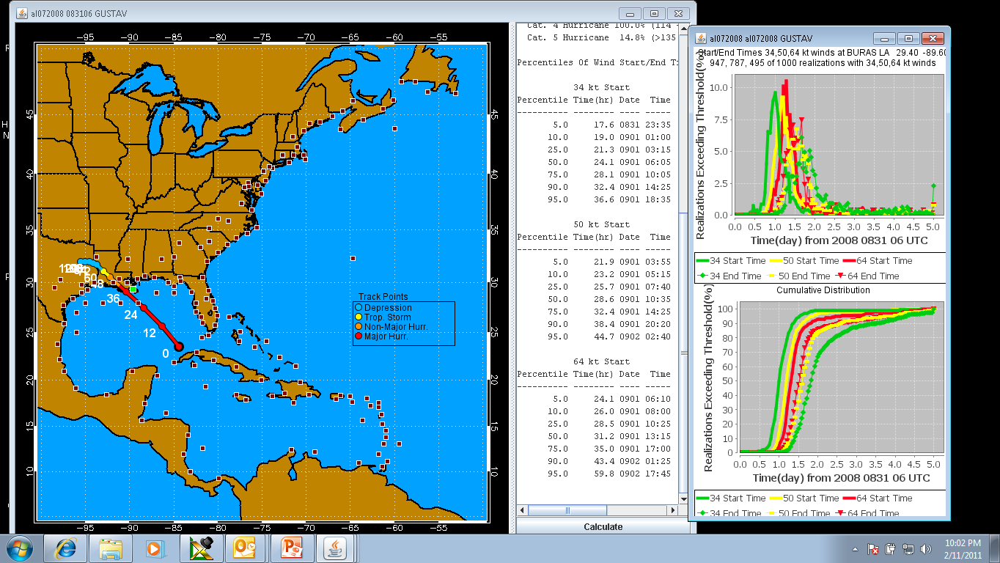 al072008 083106 GUSTAV
−95 −90 −85 −80 −75 −70 −65 −60 −55
45 45
40 40
35 35
30 30
25 25
20 20
15 15
10 10
60
48
36
24
12
0
Track Points
Depression
Trop. Storm
Non-Major Hurr.
Major Hurr.
−95 −90 −85 −80 −75 −70 −65 −60 −55
Cat. 4 Hurricane 100.0% (114
Cat. 5 Hurricane 14.8% (>135
Percentiles Of Wind Start/End T
34 kt Start
Percentile Time(hr) Date Time
---------- -------- ---- -----
5.0 17.6 0831 23:35
10.0 19.0 0901 01:00
25.0 21.3 0901 03:15
50.0 24.1 0901 06:05
75.0 28.1 0901 10:05
90.0 32.4 0901 14:25
95.0 36.6 0901 18:35
50 kt Start
Percentile Time(hr) Date Time
---------- -------- ---- -----
5.0 21.9 0901 03:55
10.0 23.2 0901 05:15
25.0 25.7 0901 07:40
50.0 28.6 0901 10:35
75.0 32.4 0901 14:25
90.0 38.4 0901 20:20
95.0 44.7 0902 02:40
64 kt Start
Percentile Time(hr) Date Time
---------- -------- ---- -----
5.0 24.1 0901 06:10
10.0 26.0 0901 08:00
25.0 28.5 0901 10:25
50.0 31.2 0901 13:15
75.0 35.0 0901 17:00
90.0 43.4 0902 01:25
95.0 59.8 0902 17:45
Calculate
al072008 al072008 GUSTAV
Start/End Times 34,50,64 kt winds at BURAS LA 29.40 -89.60
947, 787, 495 of 1000 realizations with 34,50,64 kt winds
Realizations Exceeding Threshold(%)
10.0
7.5
5.0
2.5
0.0
0.0 0.5 1.0 1.5 2.0 2.5 3.0 3.5 4.0 4.5 5.0
Time(day) from 2008 0831 06 UTC
34 Start Time 50 Start Time 64 Start Time
34 End Time 50 End Time 64 End Time
Cumulative Distribution
Realizations Exceeding Threshold(%)
100
90
80
70
60
50
40
30
20
10
0
0.0 0.5 1.0 1.5 2.0 2.5 3.0 3.5 4.0 4.5 5.0
Time(day) from 2008 0831 06 UTC
34 Start Time 50 Start Time 64 Start Time
34 End Time 50 End Time 64 End Time
10:02 PM
2/11/2011